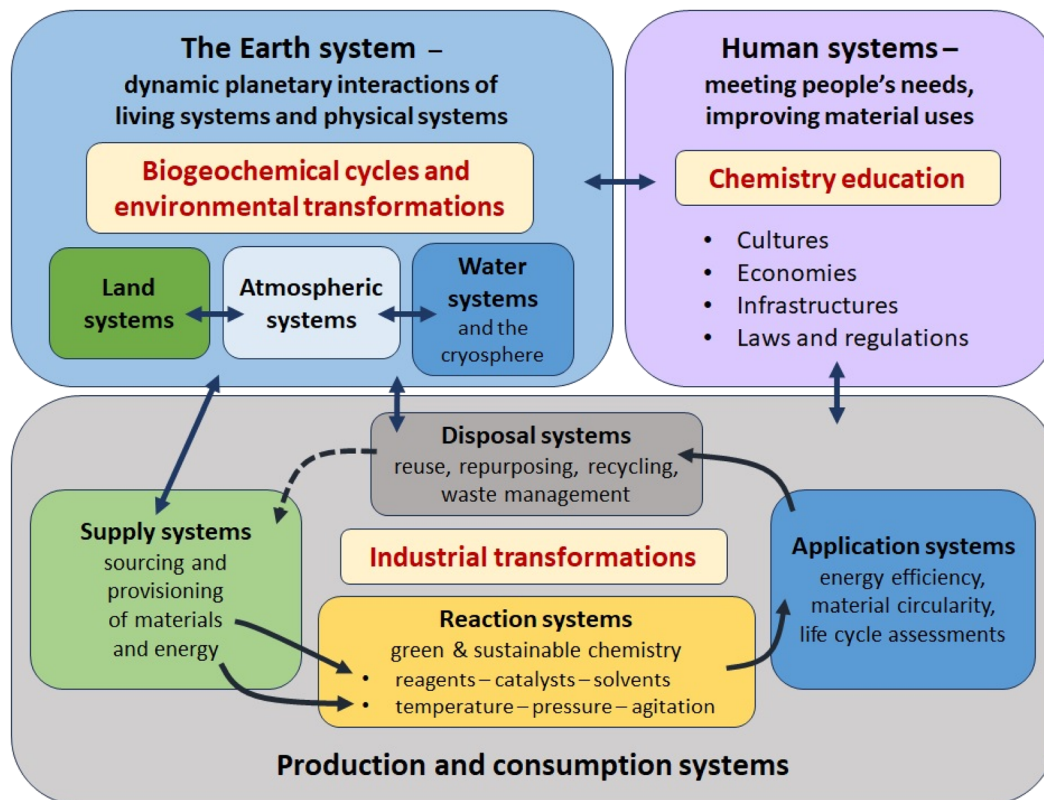 The Earth system –
dynamic planetary interactions of
living systems and physical systems
Biogeochemical cycles and
environmental transformations
Land
systems
Atmospheric
systems
Water
systems
and the
cryosphere
Human systems –
meeting people's needs,
improving material uses
Chemistry education
• Cultures
• Economies
• Infrastructures
• Laws and regulations
Disposal systems
reuse, repurposing, recycling,
waste management
Supply systems
sourcing and
provisioning
of materials
and energy
Industrial transformations
Reaction systems
green & sustainable chemistry
• reagents – catalysts – solvents
• temperature – pressure – agitation
Application systems
energy efficiency,
material circularity,
life cycle assessments
Production and consumption systems